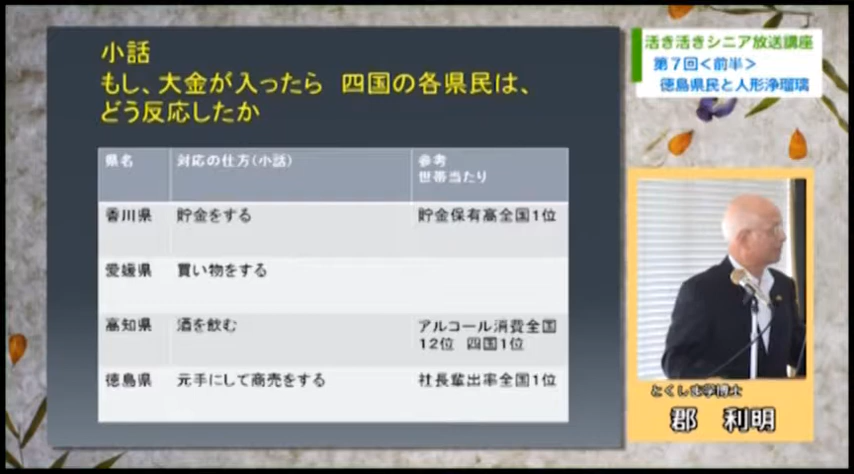 小話
もし、大金が入ったら　四国の各県民は、
どう反応したか
県名　対応の仕方(小話)　参考
世帯当たり
香川県　貯金をする　貯金保有高全国1位
愛媛県　買い物をする
高知県　酒を飲む　アルコール消費全国
12位　四国1位
徳島県　元手にして商売をする　社長輩出率全国1位
活き活きシニア放送講座
第7回<前半>
徳島県民と人形浄瑠璃
とくしま学博士
郡　利明